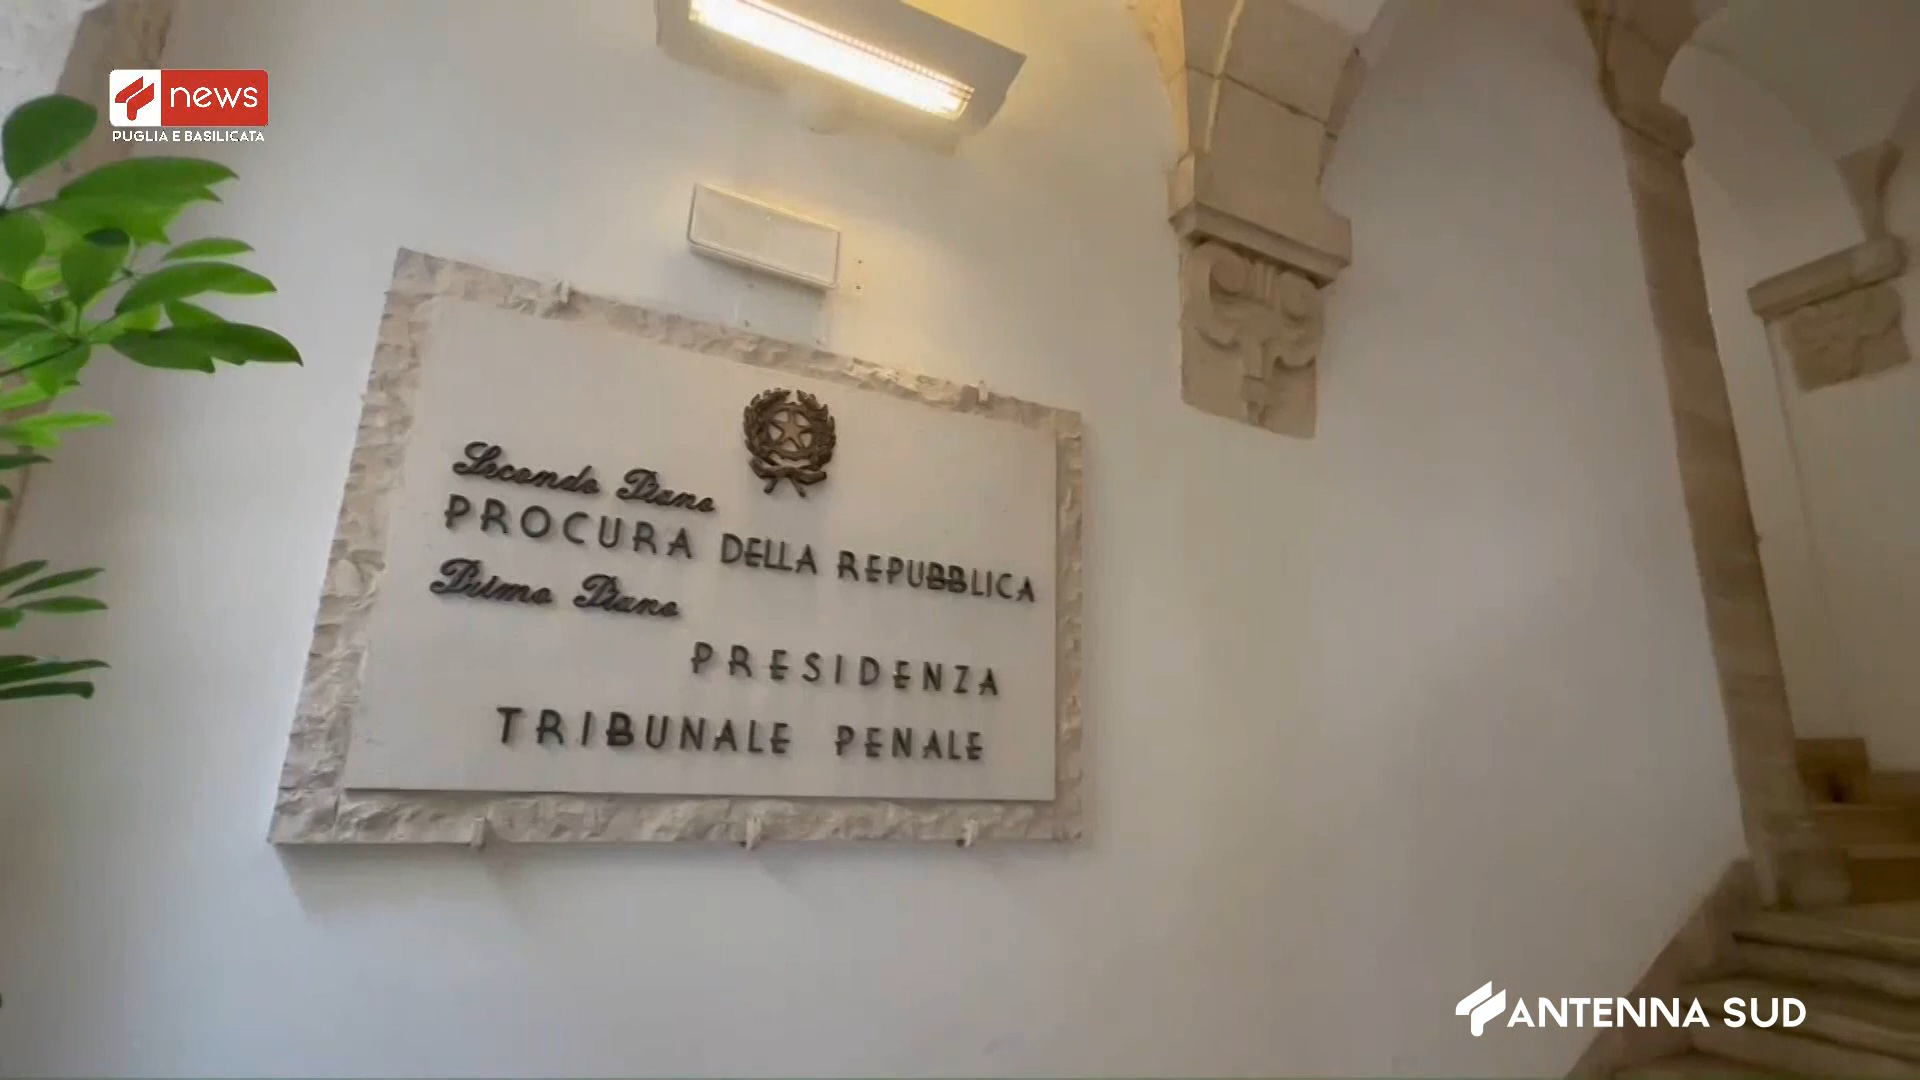 news
PUGLIA E BASILICATA
Secondo Piano
PROCURA DELLA REPUBBLICA
Primo Piano
PRESIDENZA
TRIBUNALE PENALE
ANTENNA SUD